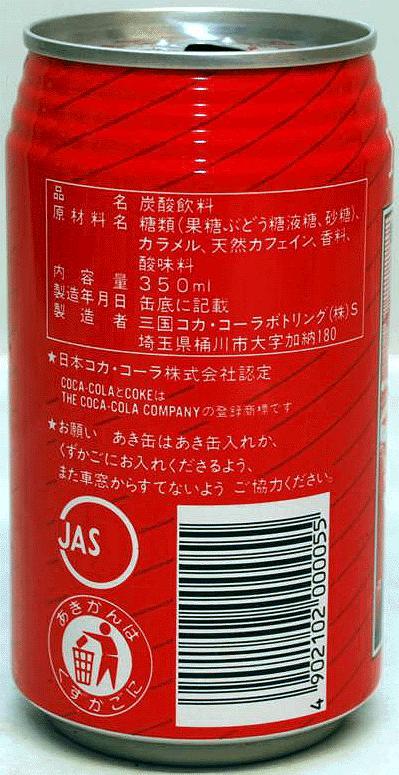 品名 炭酸飲料
原材料名 糖類(果糖ぶどう糖液糖、砂糖)、
カラメル、天然カフェイン、香料、
酸味料
内容量 350ml
製造年月日 缶底に記載
製造者 三国コカ・コーラボトリング(株)S
埼玉県桶川市大字加納180
★日本コカ・コーラ株式会社認定
COCA-COLAとCOKEは
THE COCA-COLA COMPANYの登録商標です
★お願い あき缶はあき缶入れか、
くずかごにお入れくださるよう、
また車窓からすてないよう ご協力ください。
JAS
あきかんは
くずかごに
4902102000055